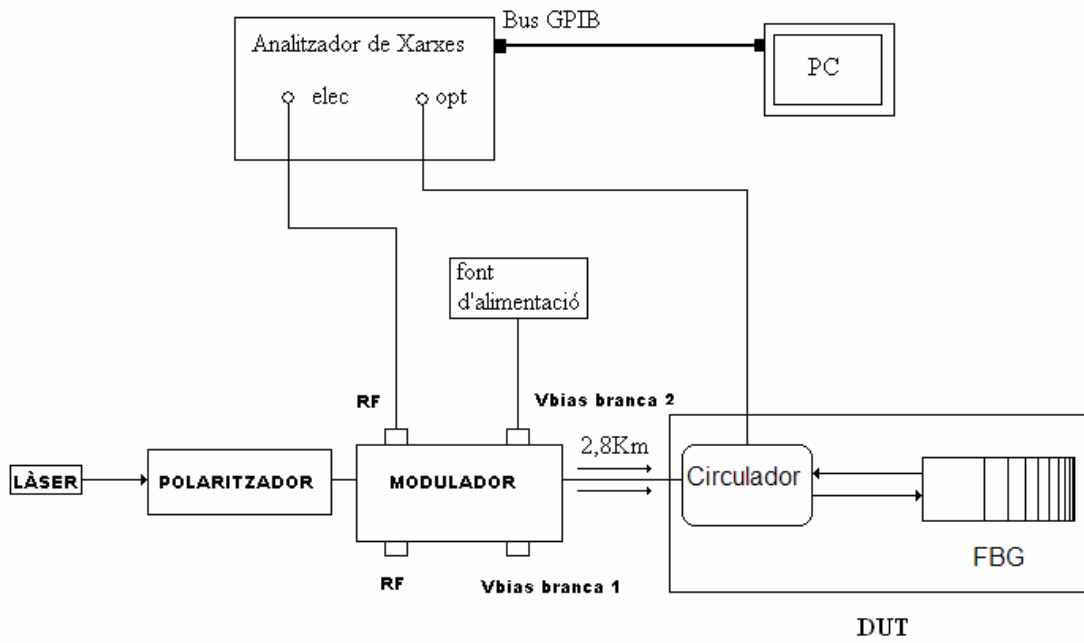 Bus GPIB
Analitzador de Xarxes
PC
elec
opt
font
d'alimentació
RF
Vbias branca 2
2,8Km
LÀSER
POLARITZADOR
MODULADOR
Circulador
RF
Vbias branca 1
FBG
DUT